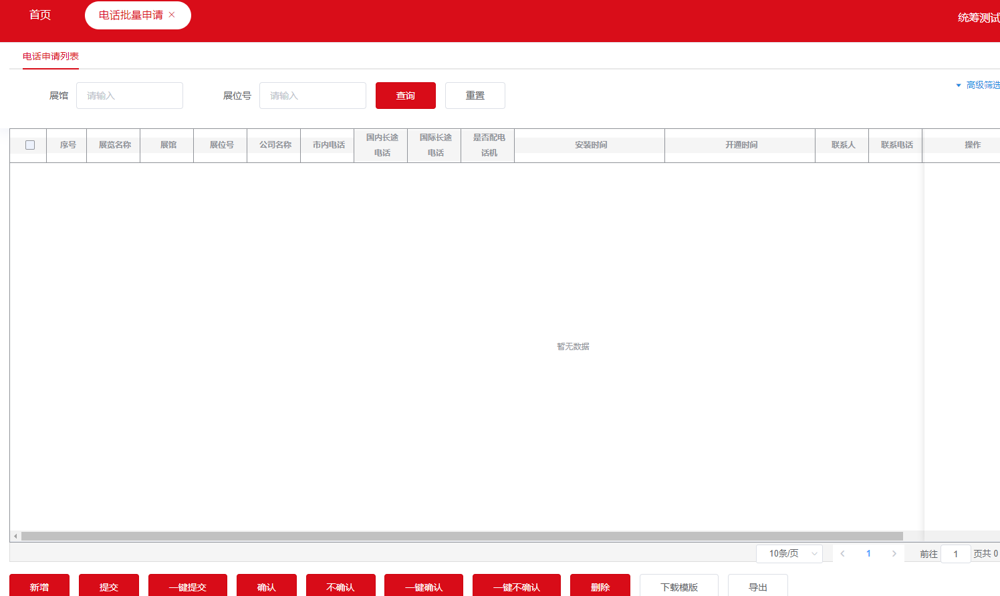 首页
电话批量申请
统筹测试
电话申请列表
展馆
请输入
展位号
请输入
查询
重置
高级筛选
序号
展览名称
展馆
展位号
公司名称
市内电话
国内长途
电话
国际长途
电话
是否配电
话机
安装时间
开通时间
联系人
联系电话
操作
暂无数据
10条/页
1
前往
1
页共 0
新增
提交
一键提交
确认
不确认
一键确认
一键不确认
删除
下载模版
导出